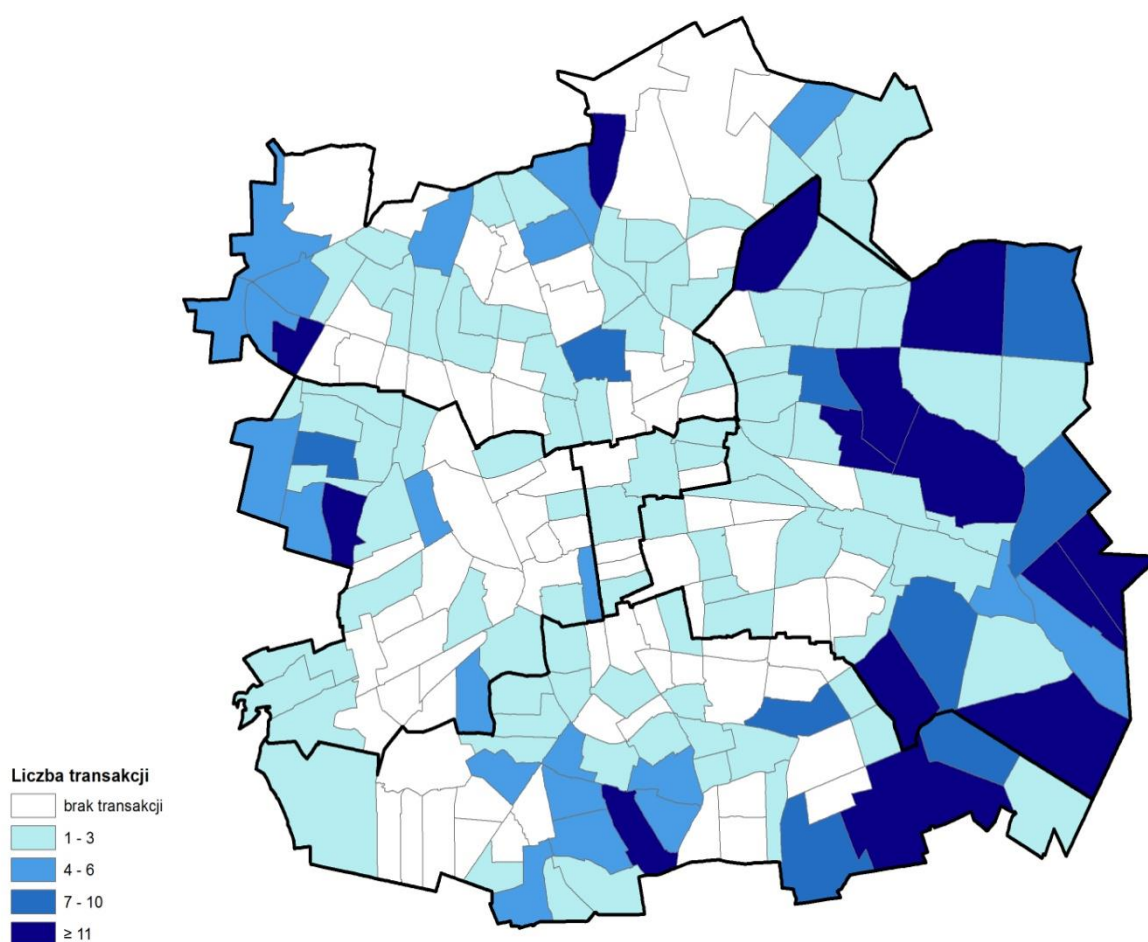 Liczba transakcji
brak transakcji
1 - 3
4 - 6
7 - 10
≥ 11